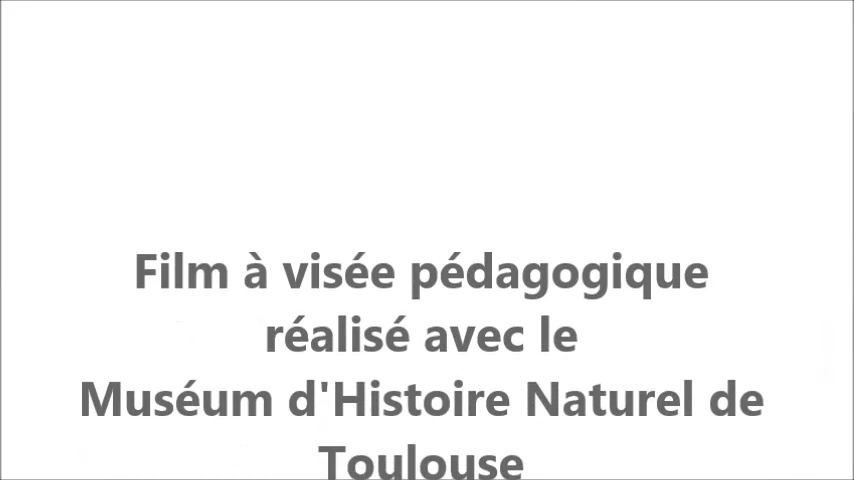 Film à visée pédagogique
réalisé avec le
Muséum d'Histoire Naturel de
Toulouse